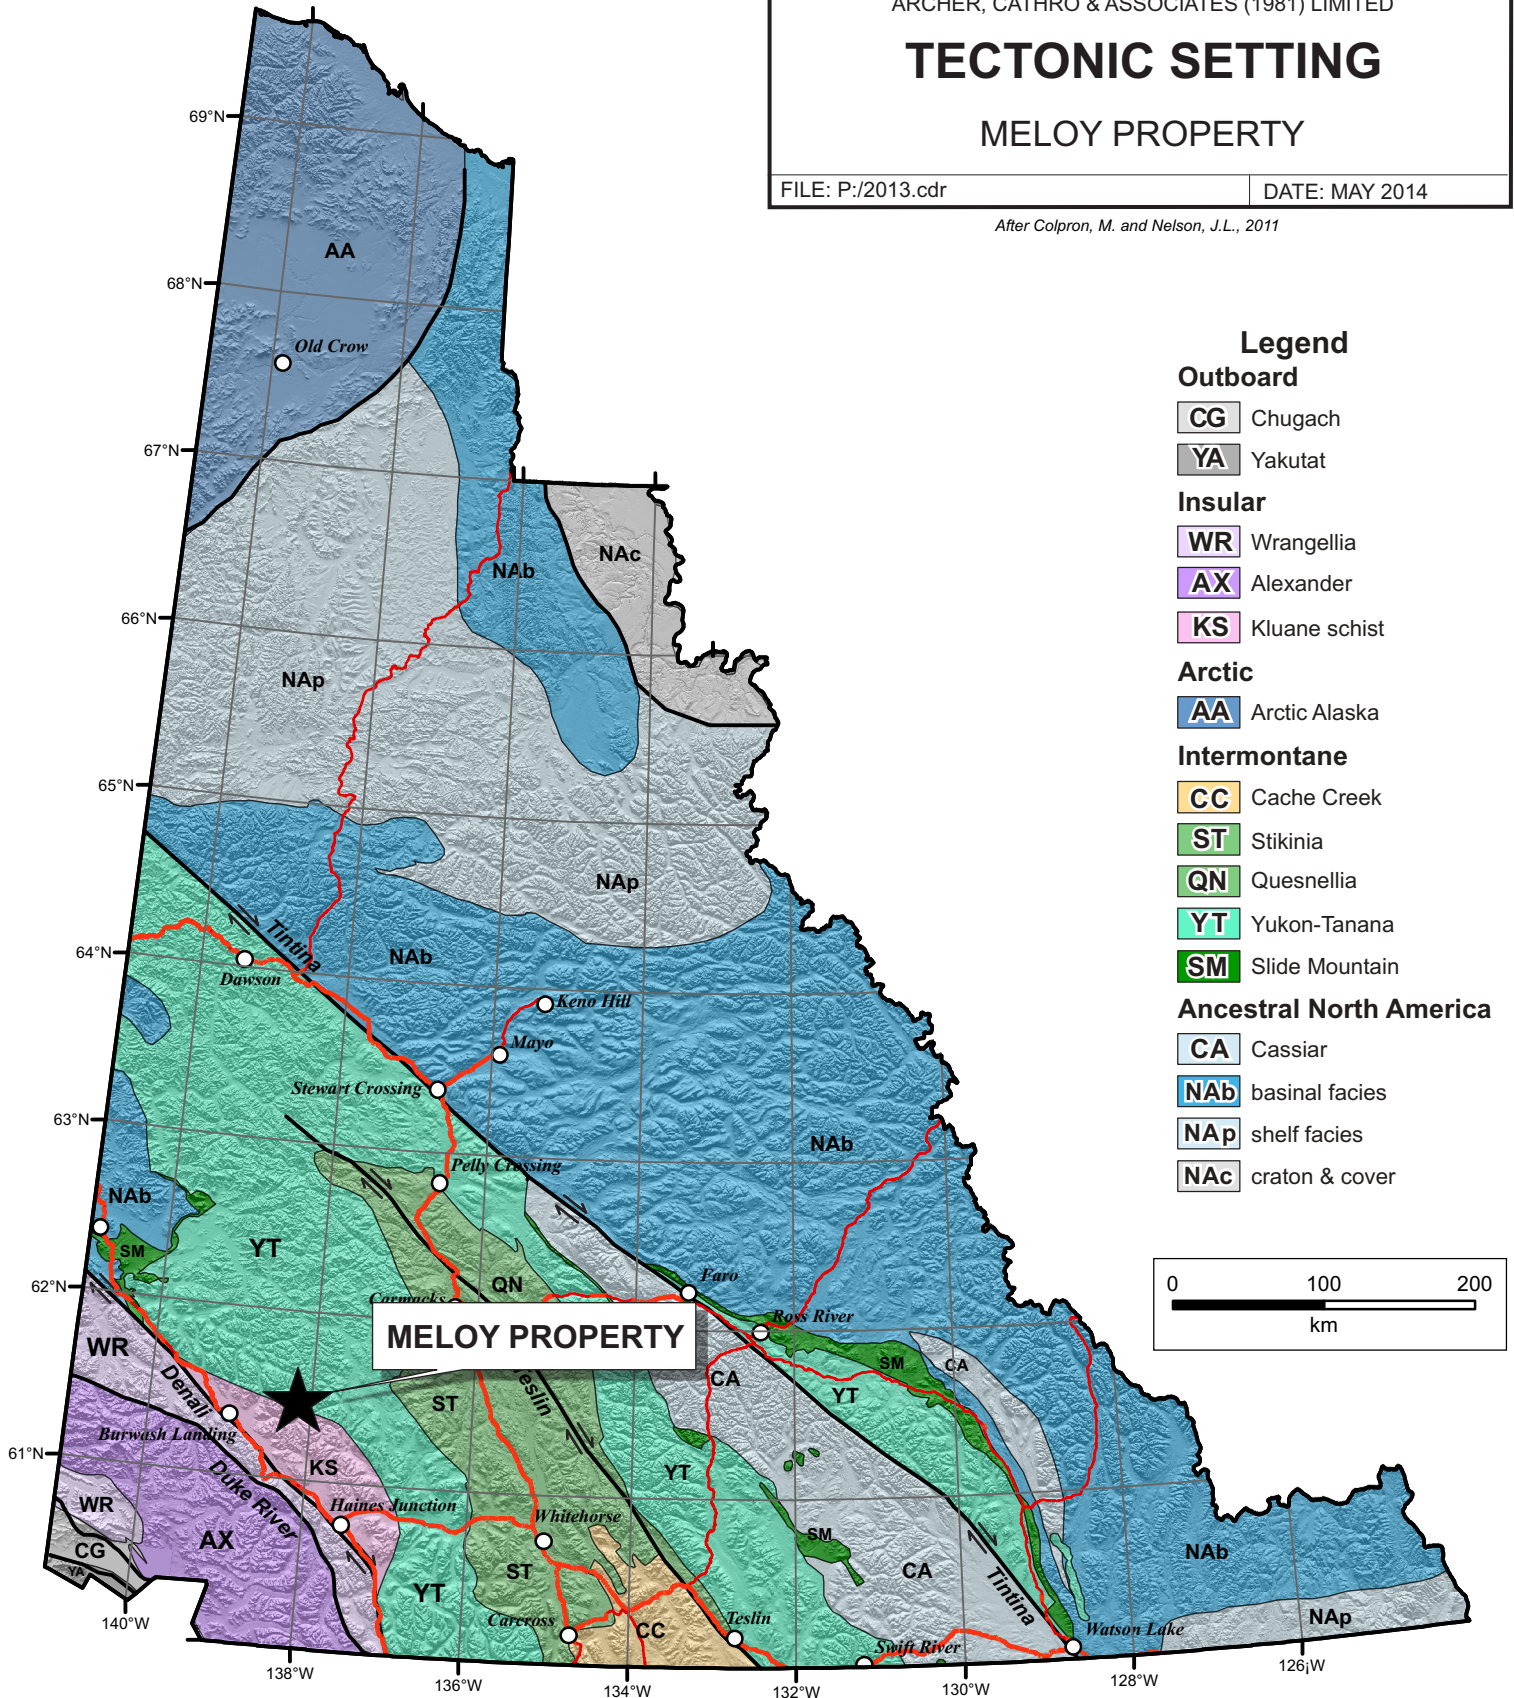 ARCHER, CATHRO & ASSOCIATES (1981) LIMITED
TECTONIC SETTING
MELOY PROPERTY
FILE: P:/2013.cdr
DATE: MAY 2014
After Colpron, M. and Nelson, J.L., 2011
69°N
AA
68°N
Old Crow
67°N
NAb
NAc
66°N
NAp
65°N
NAp
Tintina
64°N
NAb
Dawson
Keno Hill
Mayo
Stewart Crossing
63°N
NAb
Pelly Crossing
NAb
YT
SM
62°N
QN
Faro
Carmacks
Ross River
MELOY PROPERTY
WR
SM
CA
CA
YT
Denali
Teslin
ST
Burwash Landing
61°N
KS
YT
Duke River
WR
Haines Junction
Whitehorse
SM
AX
CG
YA
NAb
ST
CA
YT
Tintina
140°W
Carcross
CC
Teslin
Swift River
Watson Lake
NAp
138°W
136°W
134°W
132°W
130°W
128°W
126¡W
Legend
Outboard
CG Chugach
YA Yakutat
Insular
WR Wrangellia
AX Alexander
KS Kluane schist
Arctic
AA Arctic Alaska
Intermontane
CC Cache Creek
ST Stikinia
QN Quesnellia
YT Yukon-Tanana
SM Slide Mountain
Ancestral North America
CA Cassiar
NAb basinal facies
NAp shelf facies
NAc craton & cover
0 100 200
km